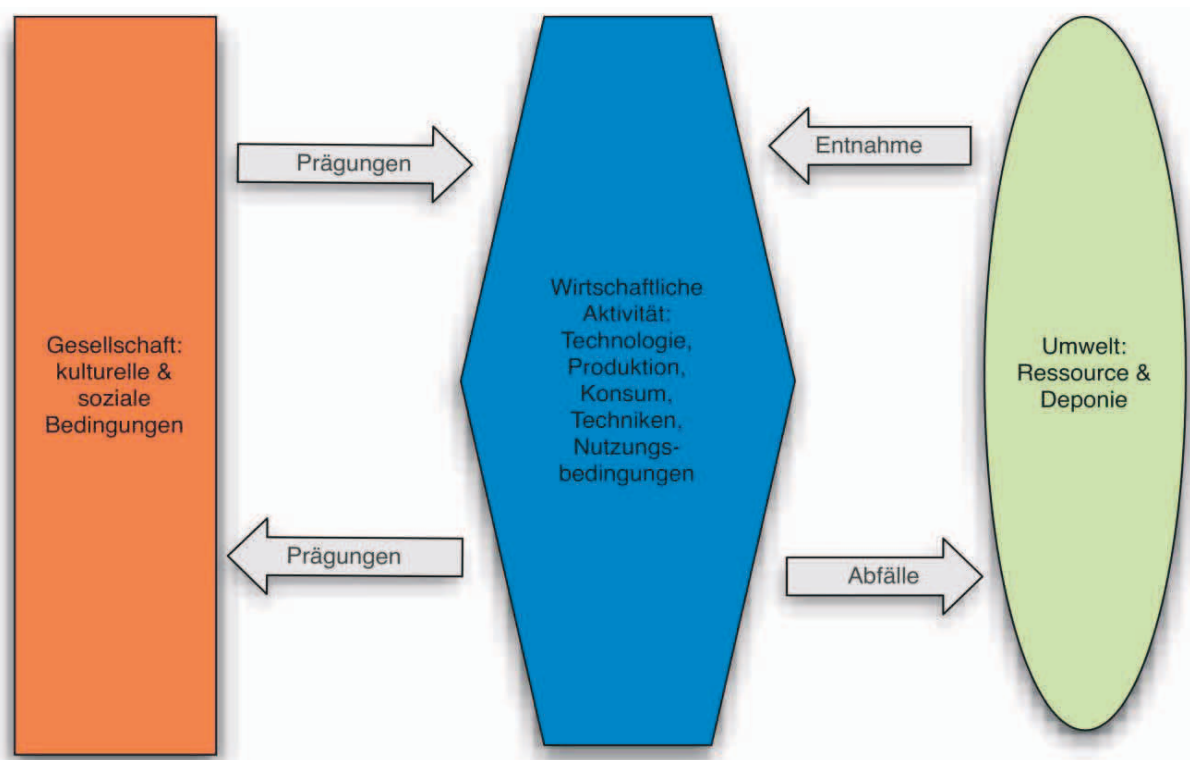 Gesellschaft:
kulturelle &
soziale
Bedingungen
Prägungen
Prägungen
Wirtschaftliche
Aktivität:
Technologie,
Produktion,
Konsum,
Techniken,
Nutzungs-
bedingungen
Entnahme
Abfälle
Umwelt:
Ressource &
Deponie